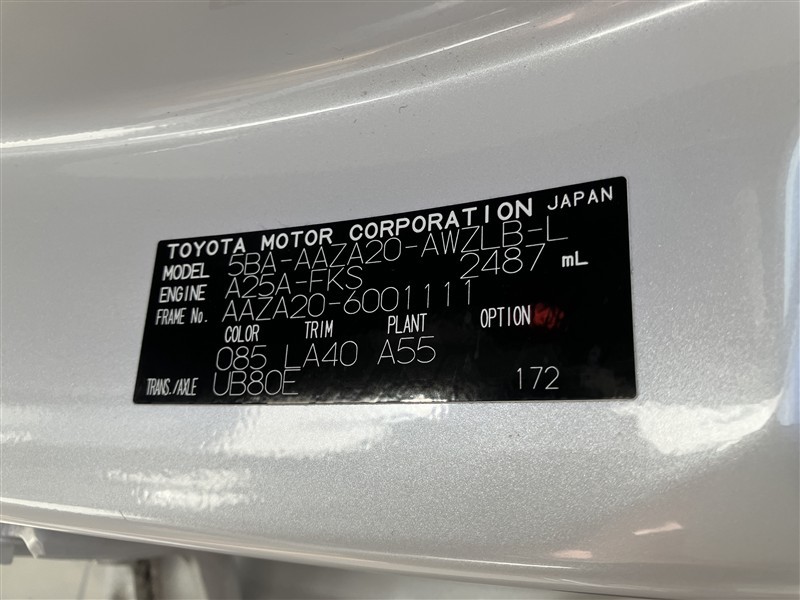 TOYOTA MOTOR CORPORATION JAPAN
MODEL 5BA-AAZA20-AWZLB-L
ENGINE A25A-FKS 2487 mL
FRAME No. AAZA20-6001111
COLOR TRIM PLANT OPTION
085 LA40 A55
TRANS./AXLE UB80E 172